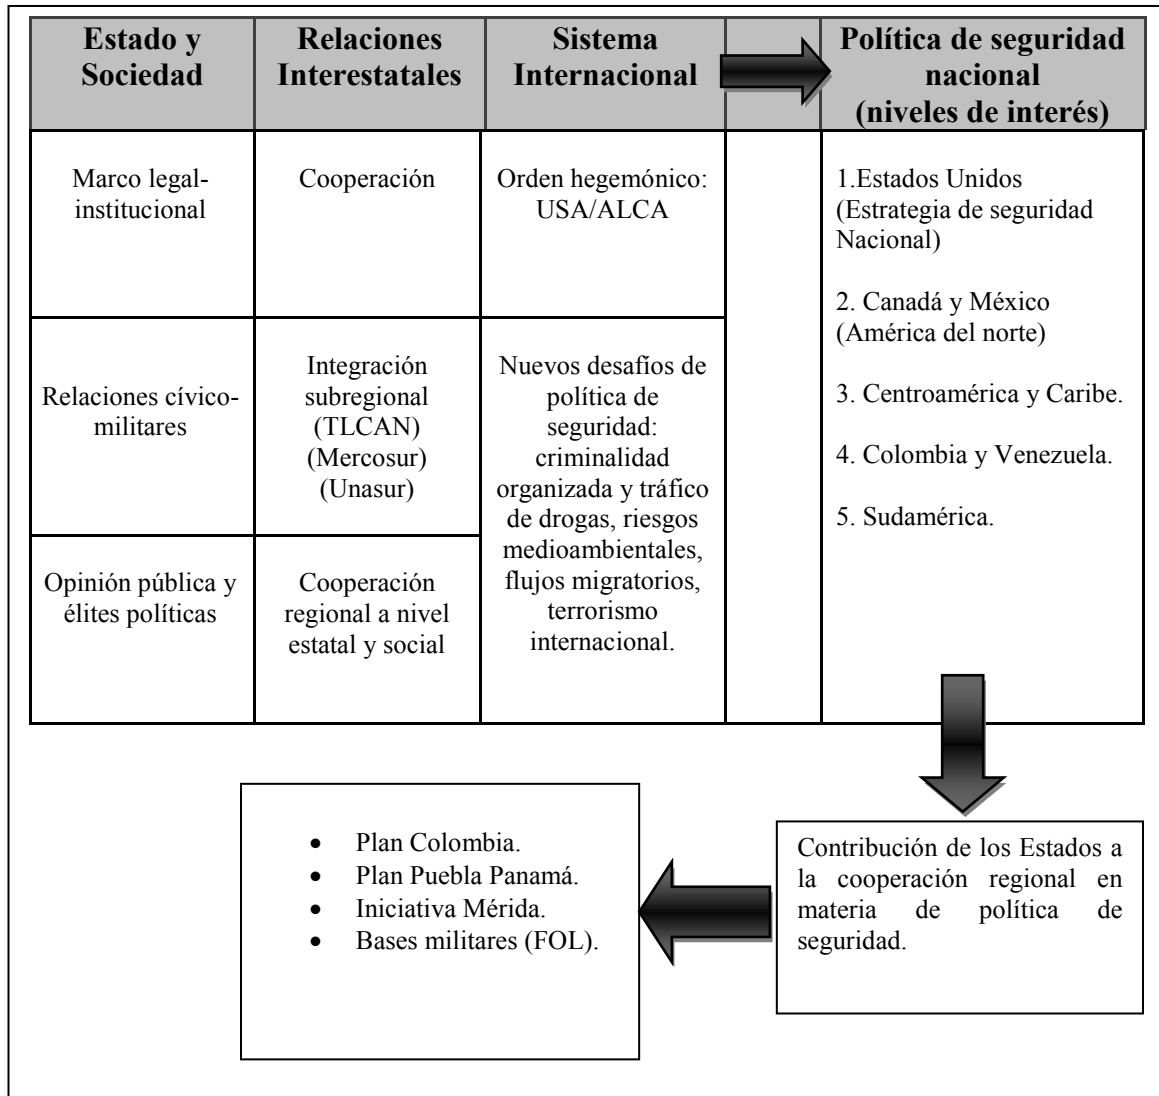 Estado y
Sociedad
Relaciones
Interestatales
Sistema
Internacional
Política de seguridad
nacional
(niveles de interés)
Marco legal-
institucional
Cooperación
Orden hegemónico:
USA/ALCA
1.Estados Unidos
(Estrategia de seguridad
Nacional)
2. Canadá y México
(América del norte)
3. Centroamérica y Caribe.
4. Colombia y Venezuela.
5. Sudamérica.
Relaciones cívico-
militares
Integración
subregional
(TLCAN)
(Mercosur)
(Unasur)
Nuevos desafíos de
política de
seguridad:
criminalidad
organizada y tráfico
de drogas, riesgos
medioambientales,
flujos migratorios,
terrorismo
internacional.
Opinión pública y
élites políticas
Cooperación
regional a nivel
estatal y social
Contribución de los Estados a
la cooperación regional en
materia de política de
seguridad.
• Plan Colombia.
• Plan Puebla Panamá.
• Iniciativa Mérida.
• Bases militares (FOL).